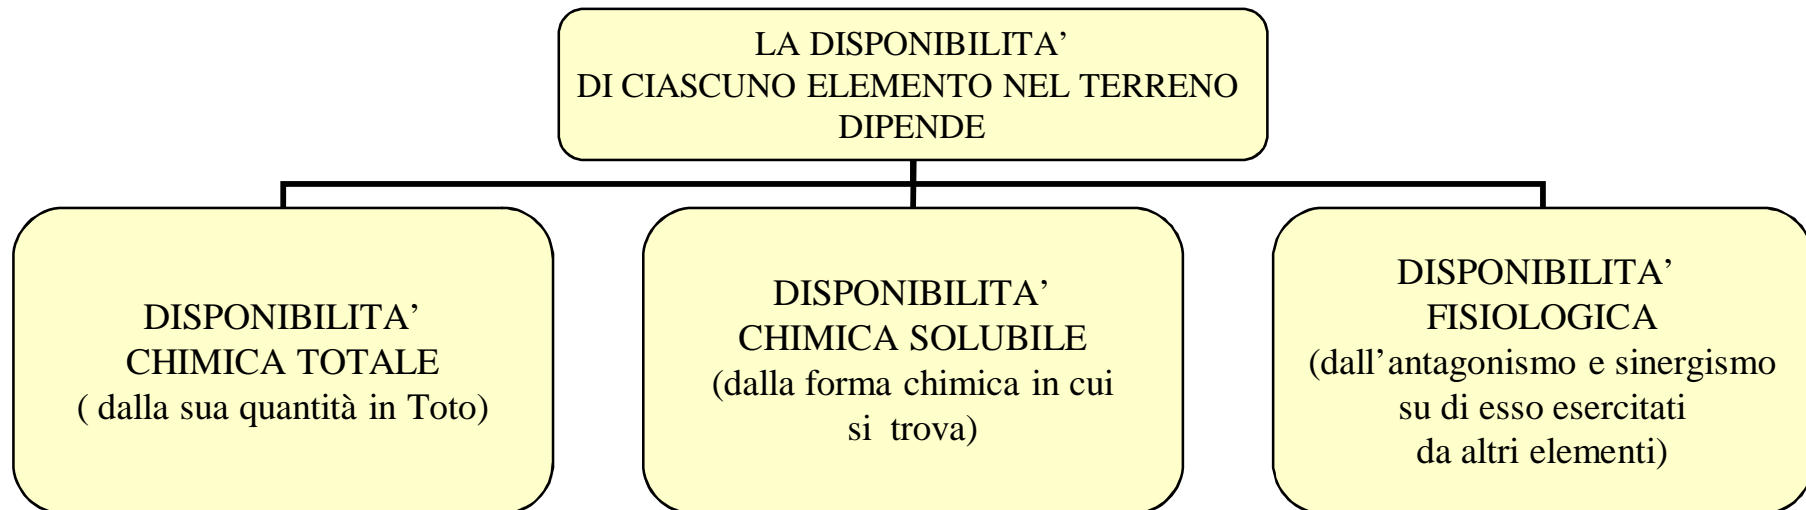 LA DISPONIBILITA’
DI CIASCUNO ELEMENTO NEL TERRENO
DIPENDE
DISPONIBILITA’
CHIMICA TOTALE
( dalla sua quantità in Toto)
DISPONIBILITA’
CHIMICA SOLUBILE
(dalla forma chimica in cui
si trova)
DISPONIBILITA’
FISIOLOGICA
(dall’antagonismo e sinergismo
su di esso esercitati
da altri elementi)